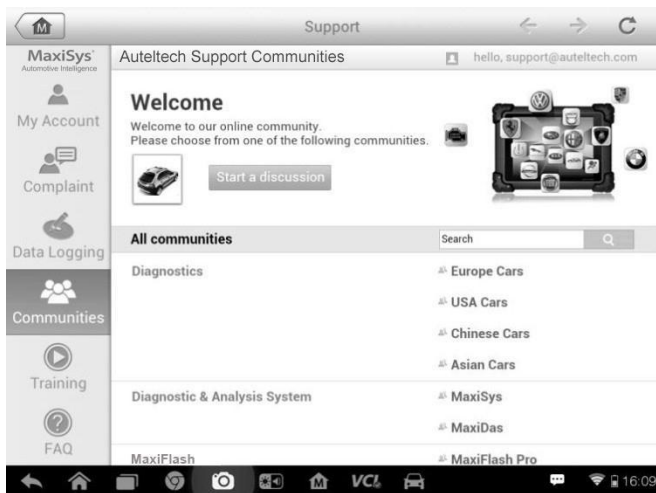 Support
MaxiSys
Automotive Intelligence
Auteltech Support Communities
hello, support@auteltech.com
My Account
Complaint
Data Logging
Communities
Training
FAQ
Welcome
Welcome to our online community.
Please choose from one of the following communities.
Start a discussion
All communities
Search
Diagnostics
Europe Cars
USA Cars
Chinese Cars
Asian Cars
Diagnostic & Analysis System
MaxiSys
MaxiDas
MaxiFlash
MaxiFlash Pro
VCI
16:09